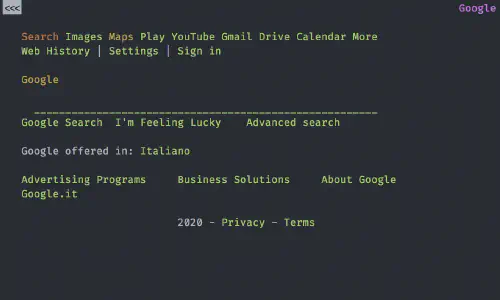 <<<
Google
Search Images Maps Play YouTube Gmail Drive Calendar More
Web History | Settings | Sign in
Google
Google Search I'm Feeling Lucky Advanced search
Google offered in: Italiano
Advertising Programs Business Solutions About Google
Google.it
2020 - Privacy - Terms